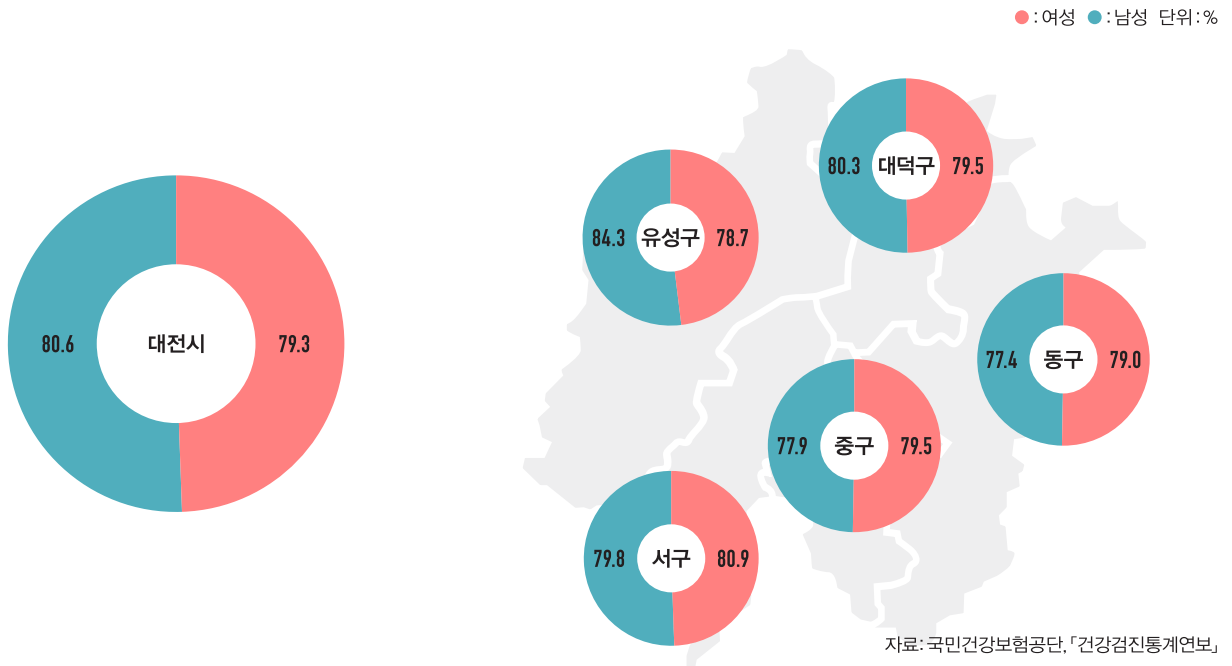 : 여성 : 남성 단위 : %
80.3 대덕구 79.5
84.3 유성구 78.7
80.6 대전시 79.3
77.4 동구 79.0
77.9 중구 79.5
79.8 서구 80.9
자료 : 국민건강보험공단, 「건강검진통계연보」